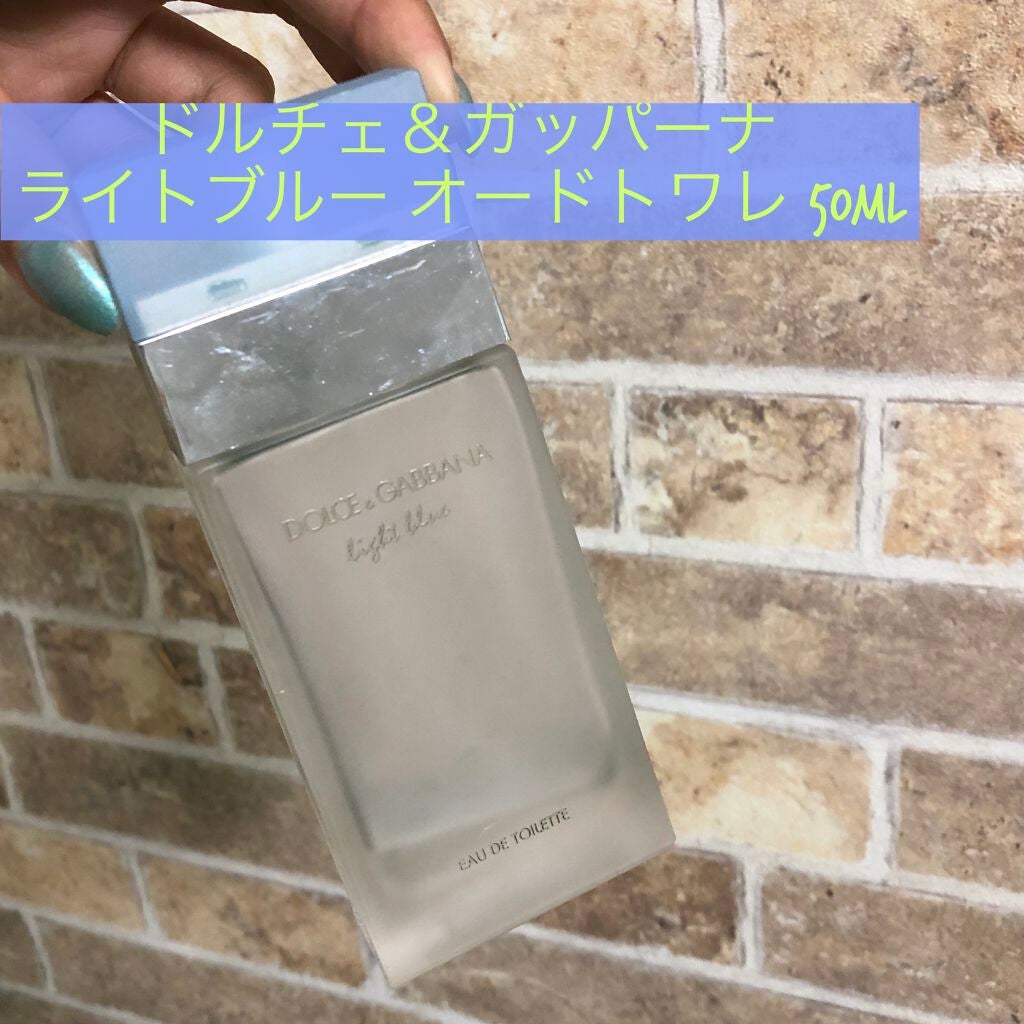 ドルチェ＆ガッパーナ
ライトブルー オードトワレ 50ML
DOLCE & GABBANA
light blue
EAU DE TOILETTE